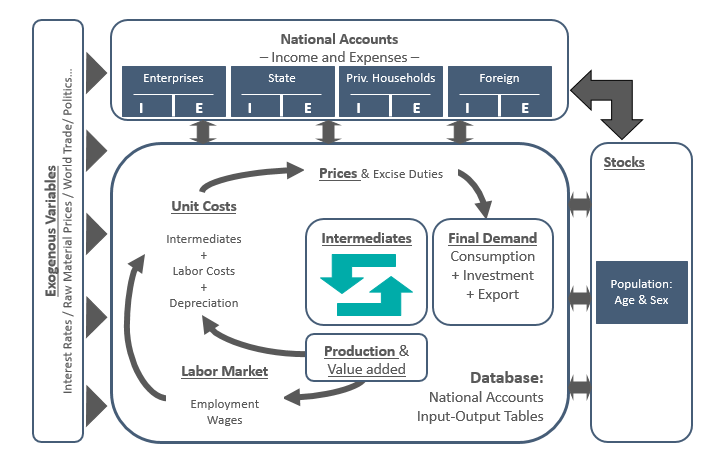 Exogenous Variables
Interest Rates / Raw Material Prices / World Trade/ Politics...
National Accounts
– Income and Expenses –
Enterprises
I E
State
I E
Priv. Households
I E
Foreign
I E
Prices & Excise Duties
Unit Costs
Intermediates
+
Labor Costs
+
Depreciation
Intermediates
Final Demand
Consumption
+ Investment
+ Export
Production &
Value added
Labor Market
Employment
Wages
Database:
National Accounts
Input-Output Tables
Stocks
Population:
Age & Sex